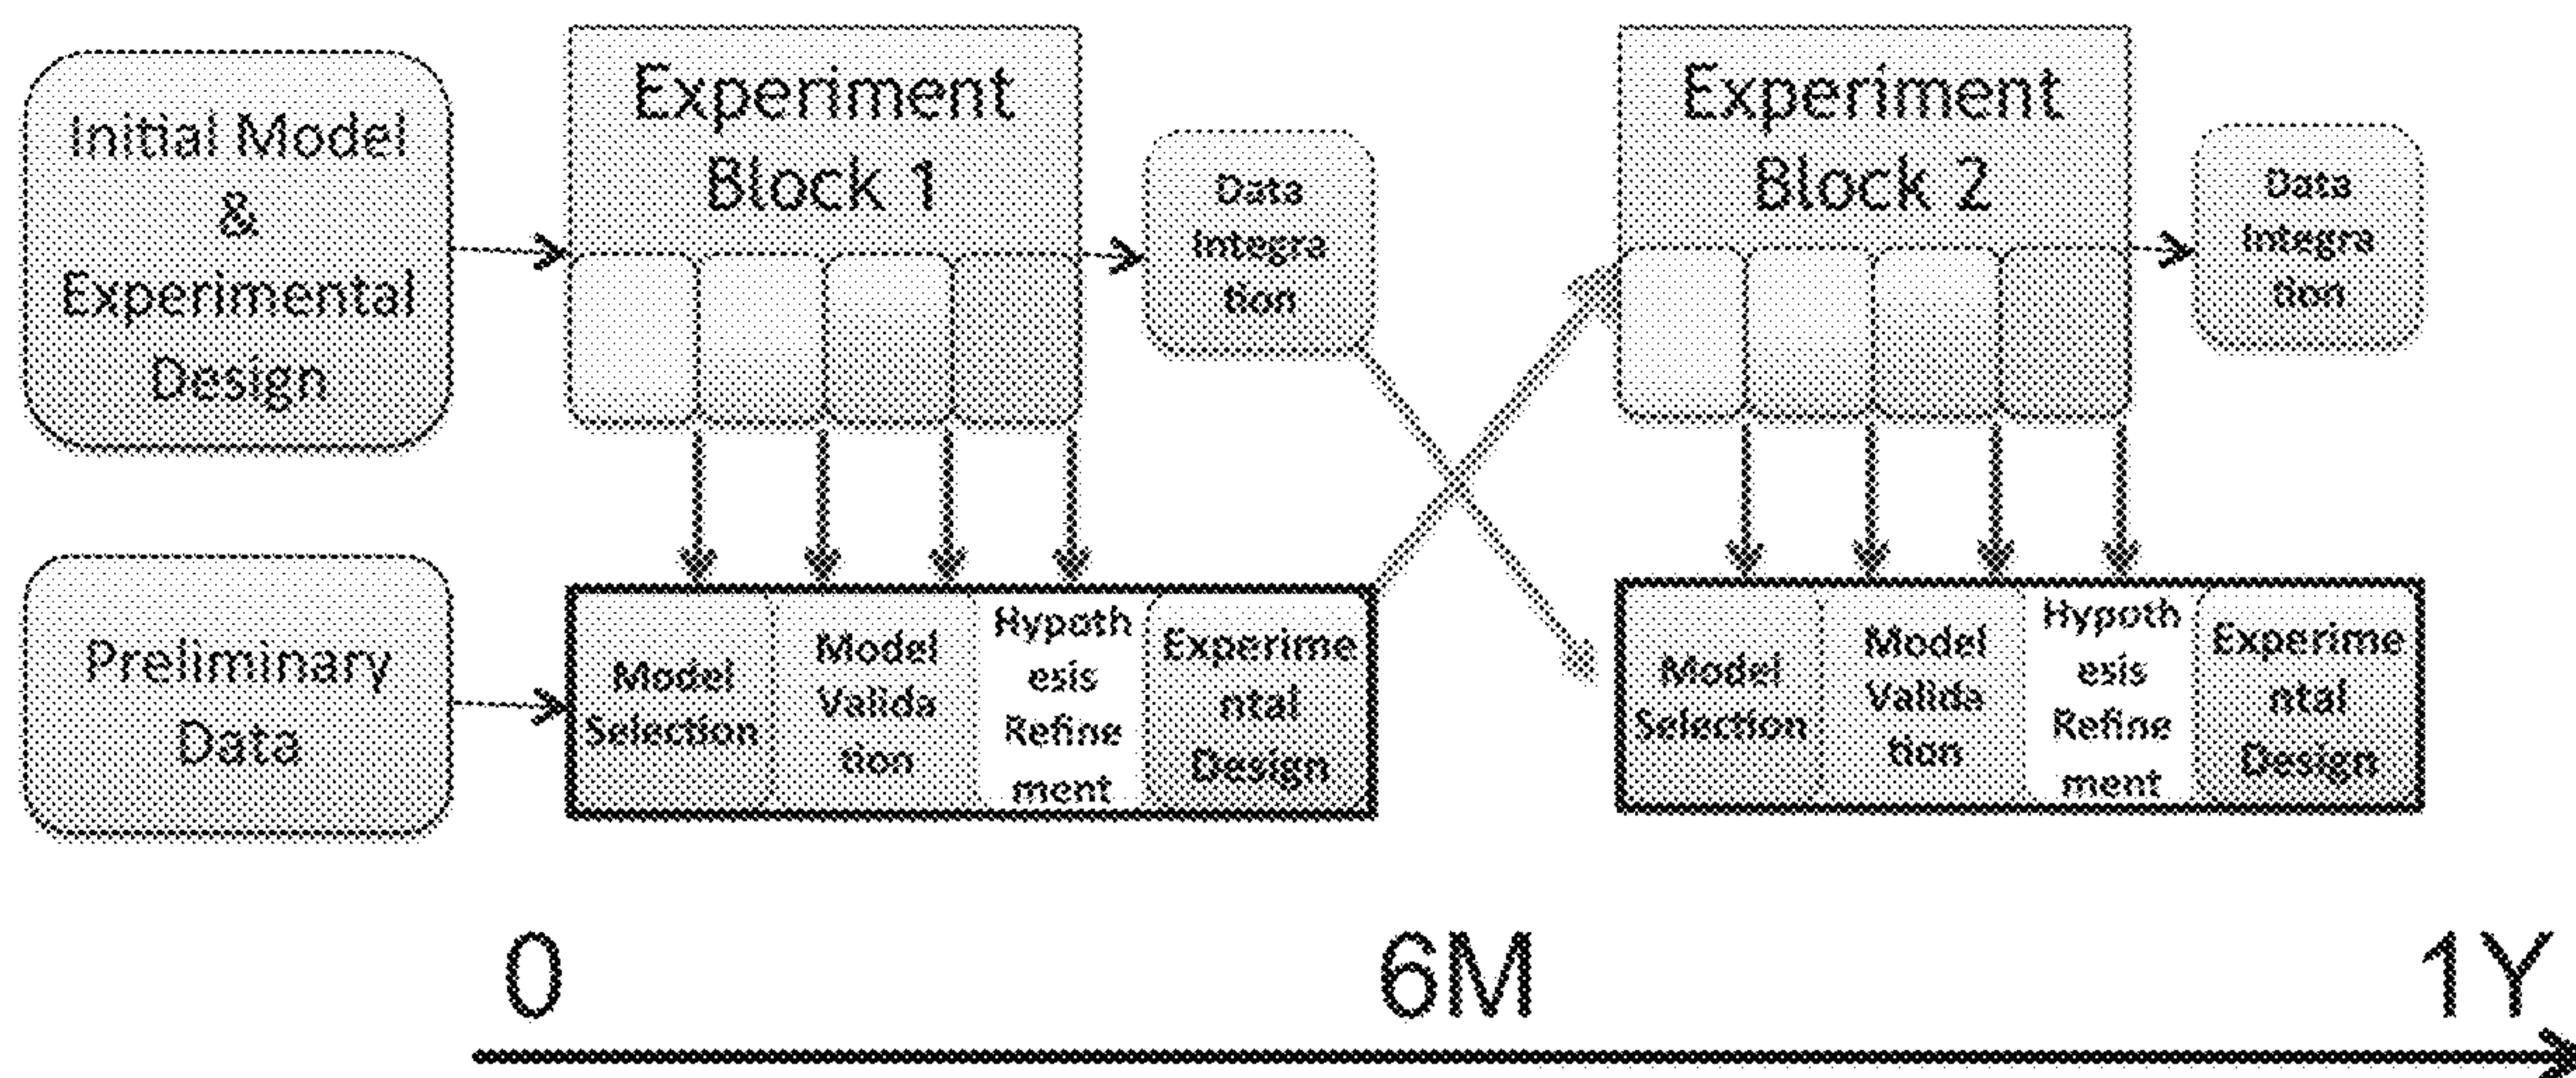 Initial Model
&
Experimental
Design
Experiment
Block 1
Data
Integra
tion
Experiment
Block 2
Data
Integra
tion
Preliminary
Data
Model
Selection
Model
Valida
tion
Hypoth
esis
Refine
ment
Experime
ntal
Design
Model
Selection
Model
Valida
tion
Hypoth
esis
Refine
ment
Experime
ntal
Design
0
6M
1Y